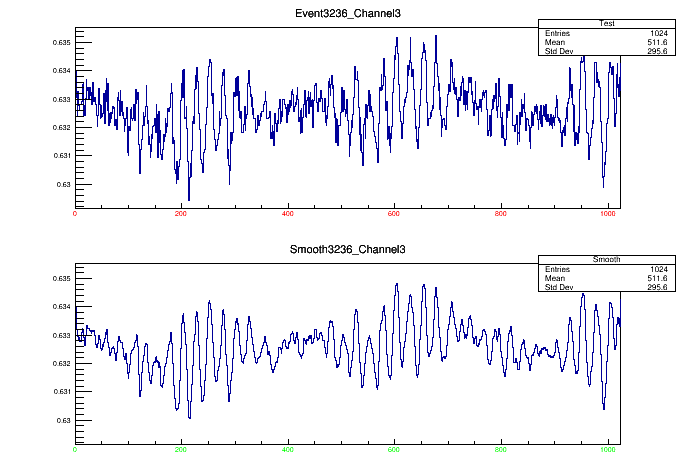 Event3236_Channel3
Test
Entries 1024
Mean 511.6
Std Dev 295.6
0.635
0.634
0.633
0.632
0.631
0.63
0 200 400 600 800 1000
Smooth3236_Channel3
Smooth
Entries 1024
Mean 511.6
Std Dev 295.6
0.635
0.634
0.633
0.632
0.631
0.63
0 200 400 600 800 1000